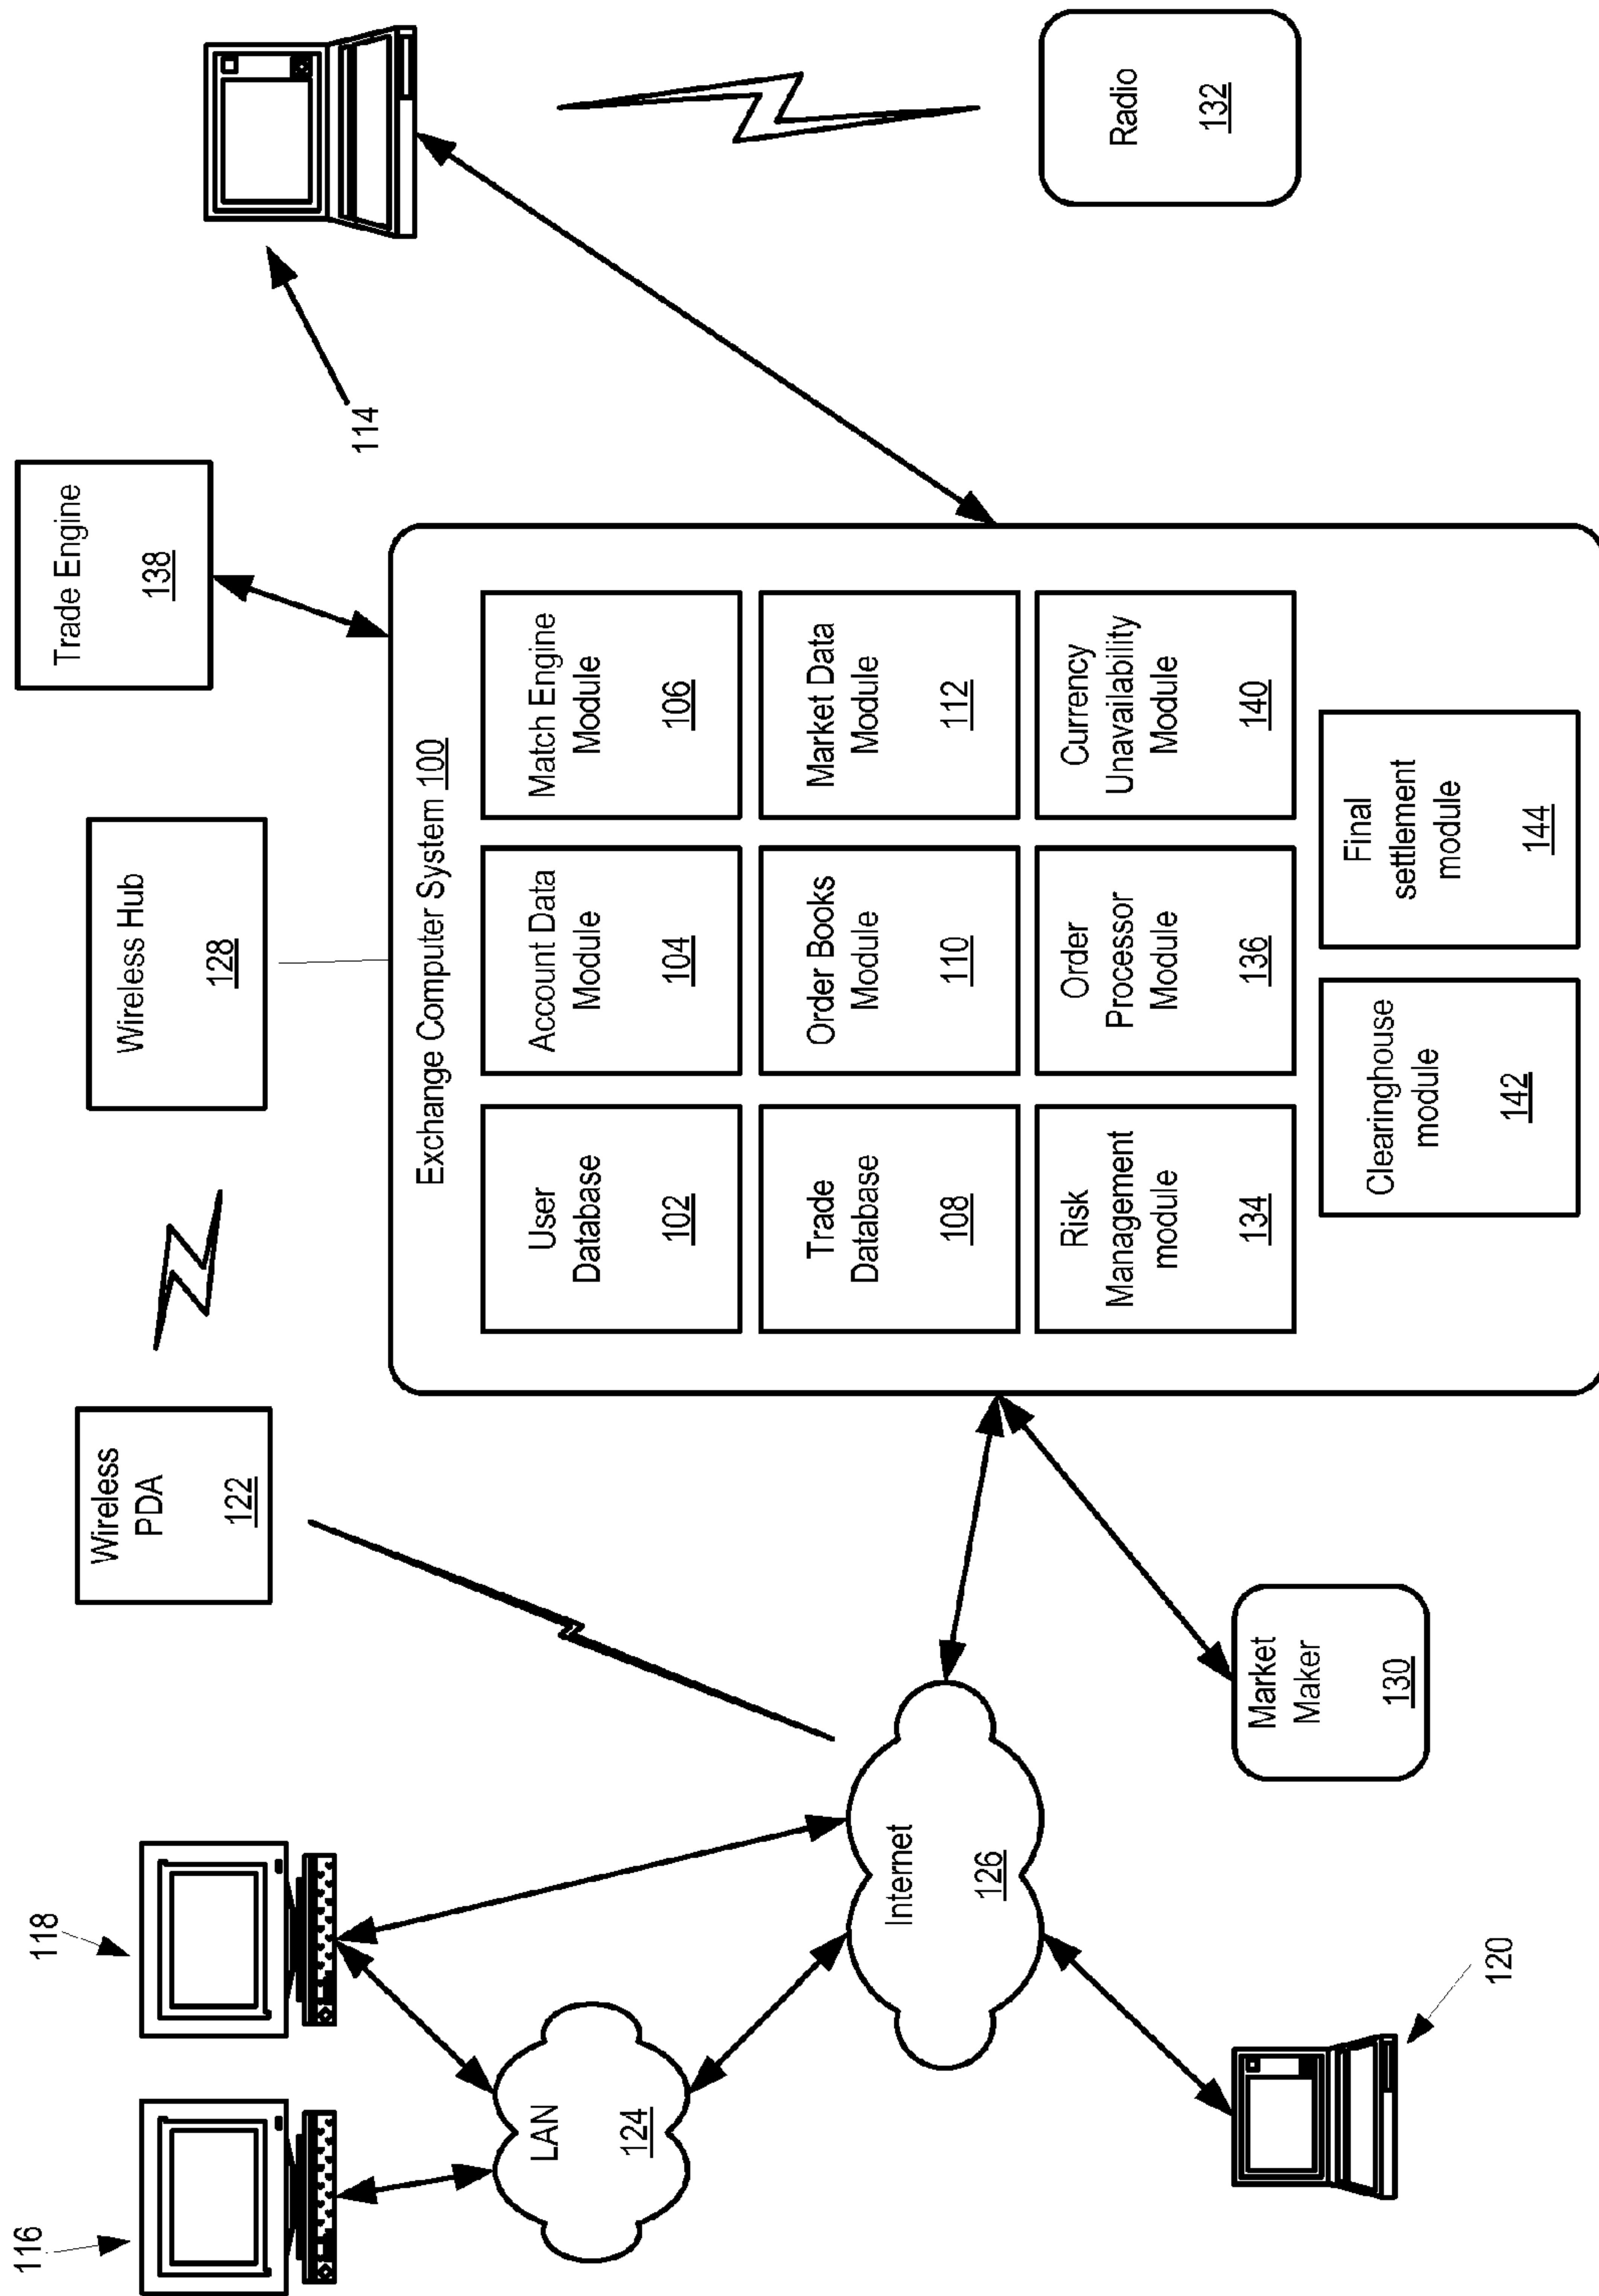 116
118
Wireless
PDA
122
Wireless Hub
128
Trade Engine
138
114
LAN
124
Internet
126
120
Market
Maker
130
Exchange Computer System 100
User
Database
102
Account Data
Module
104
Match Engine
Module
106
Trade
Database
108
Order Books
Module
110
Market Data
Module
112
Risk
Management
module
134
Order
Processor
Module
136
Currency
Unavailability
Module
140
Clearinghouse
module
142
Final
settlement
module
144
Radio
132